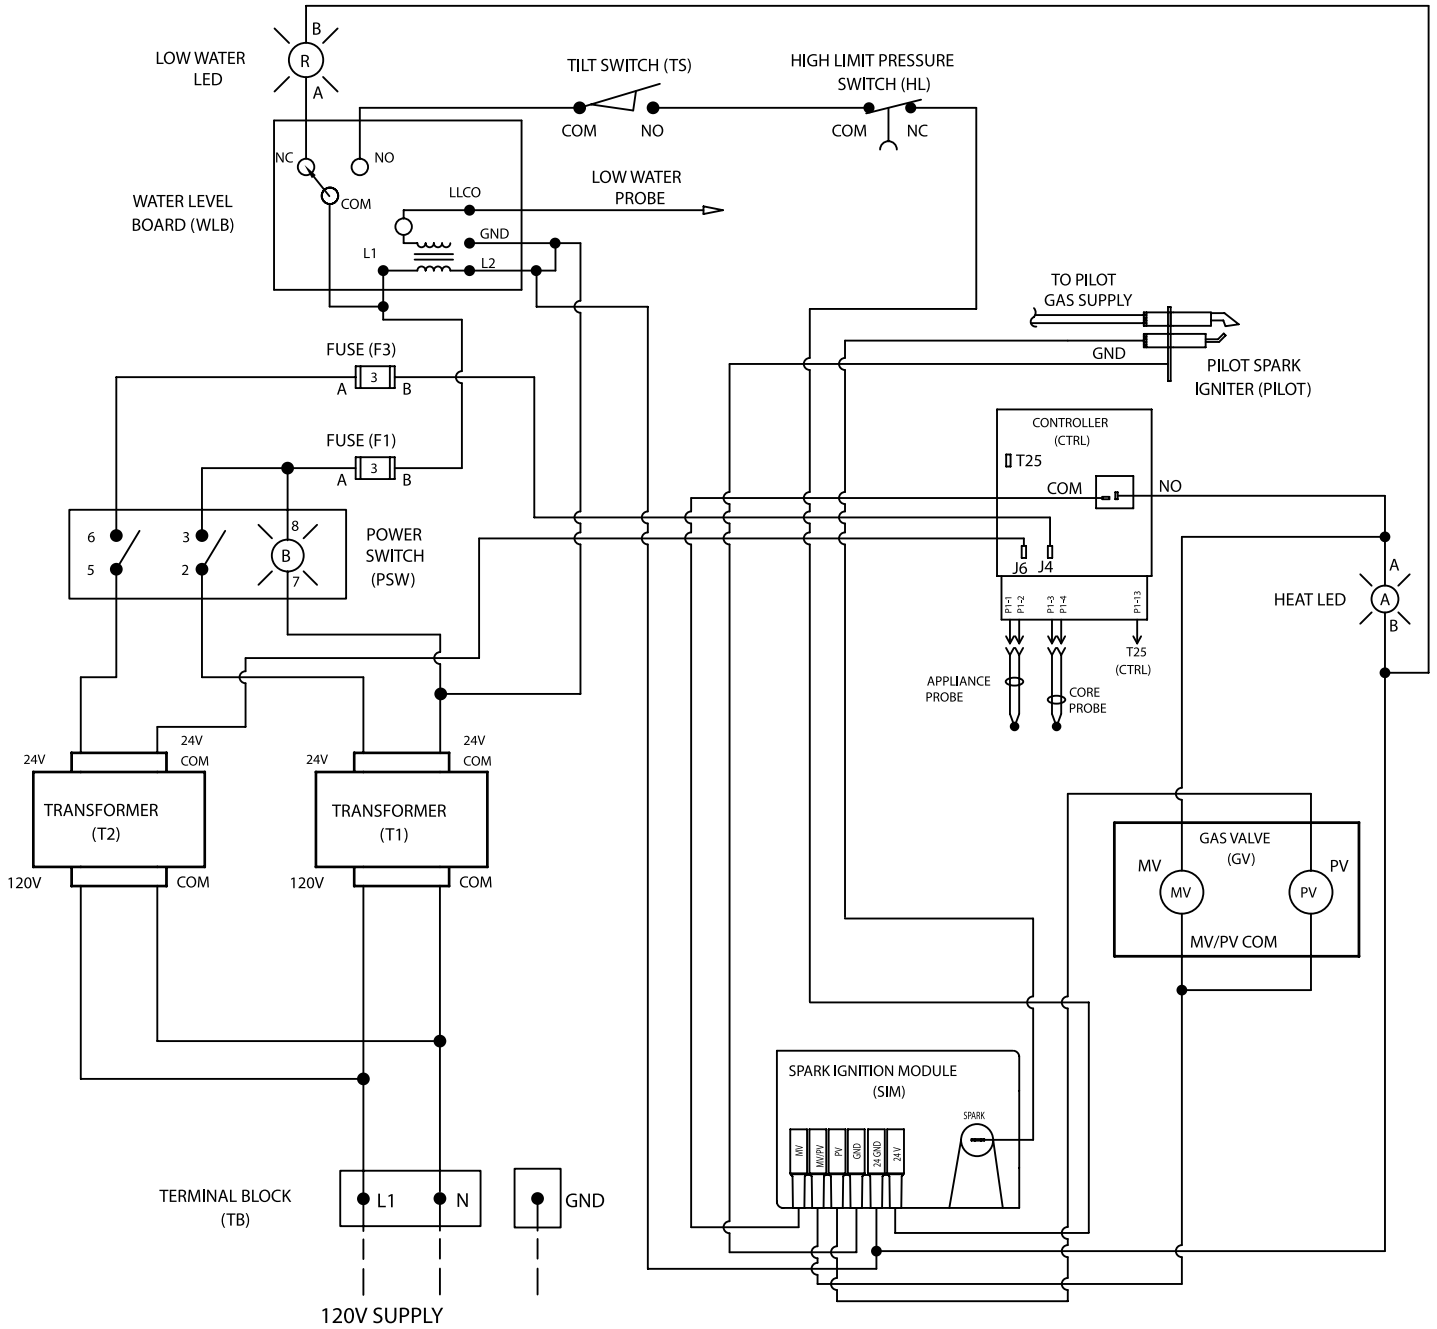 B
LOW WATER
LED
R
A
TILT SWITCH (TS)
COM
NO
HIGH LIMIT PRESSURE
SWITCH (HL)
COM
NC
NC
NO
COM
WATER LEVEL
BOARD (WLB)
LLCO
LOW WATER
PROBE
GND
L1
L2
TO PILOT
GAS SUPPLY
GND
PILOT SPARK
IGNITER (PILOT)
FUSE (F3)
A
3
B
FUSE (F1)
A
3
B
CONTROLLER
(CTRL)
T25
COM
NO
J6
J4
P1-1
P1-2
P1-3
P1-4
P1-13
T25
(CTRL)
APPLIANCE
PROBE
CORE
PROBE
6
5
3
2
8
B
7
POWER
SWITCH
(PSW)
HEAT LED
A
A
B
24V
24V
COM
TRANSFORMER
(T2)
120V
COM
24V
24V
COM
TRANSFORMER
(T1)
120V
COM
GAS VALVE
(GV)
MV
MV
PV
PV
MV/PV COM
SPARK IGNITION MODULE
(SIM)
SPARK
MV
MV/PV
PV
GND
24 GND
24 V
TERMINAL BLOCK
(TB)
L1
N
GND
120V SUPPLY